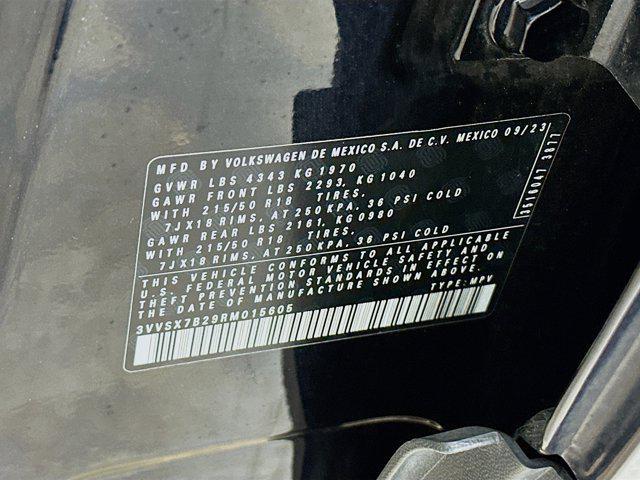 MFD. BY VOLKSWAGEN DE MEXICO S.A. DE C.V. MEXICO 09/23
GVWR LBS 4343 KG 1970
GAWR FRONT LBS 2293, KG 1040
WITH 215/50 R18 TIRES,
7JX18 RIMS, AT 250 KPA, 36 PSI COLD
GAWR REAR LBS 2161, KG 0980
WITH 215/50 R18 TIRES,
7JX18 RIMS, AT 250 KPA, 36 PSI COLD
THIS VEHICLE CONFORMS TO ALL APPLICABLE
U.S. FEDERAL MOTOR VEHICLE SAFETY AND
THEFT PREVENTION STANDARDS IN EFFECT ON
THE DATE OF MANUFACTURE SHOWN ABOVE.
3VVSX7B29RM015605 TYPE: MPV
3518047 3877